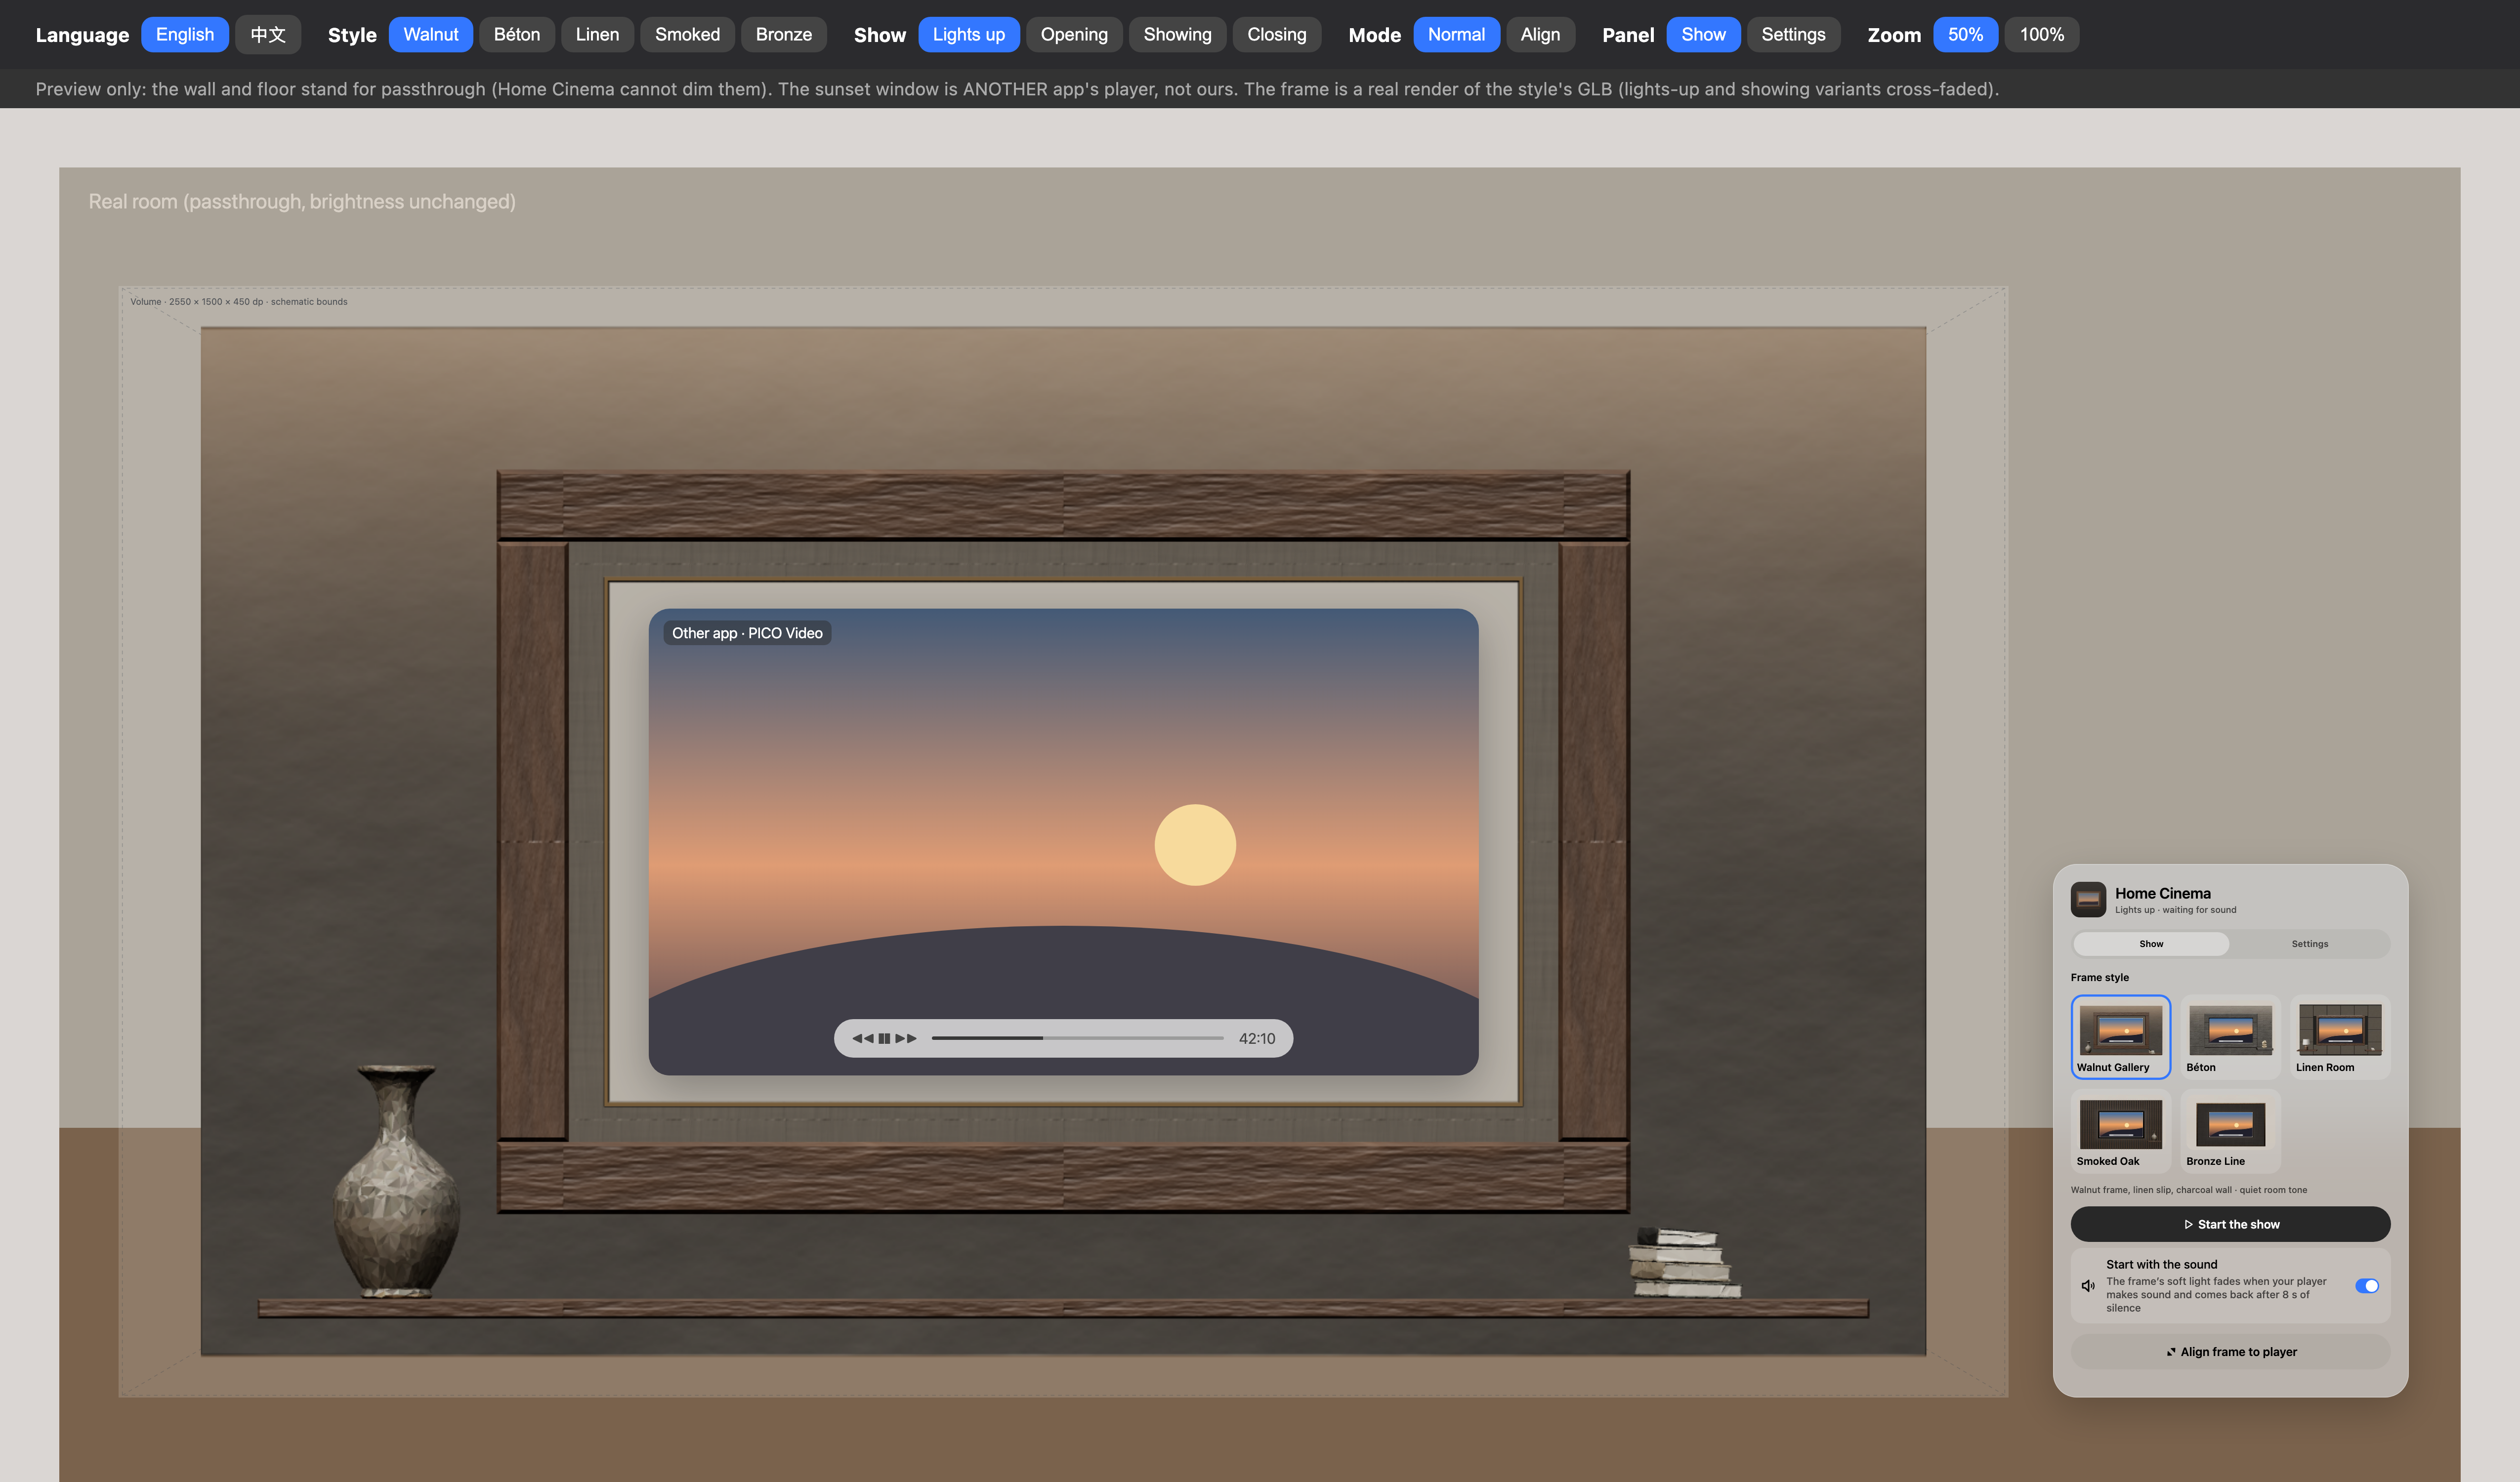 Language English 中文 Style Walnut Béton Linen Smoked Bronze Show Lights up Opening Showing Closing Mode Normal Align Panel Show Settings Zoom 50% 100%
Preview only: the wall and floor stand for passthrough (Home Cinema cannot dim them). The sunset window is ANOTHER app's player, not ours. The frame is a real render of the style's GLB (lights-up and showing variants cross-faded).
Real room (passthrough, brightness unchanged)
Volume · 2550 × 1500 × 450 dp · schematic bounds
Other app · PICO Video
42:10
Home Cinema
Lights up · waiting for sound
Show Settings
Frame style
Walnut Gallery Béton Linen Room
Smoked Oak Bronze Line
Walnut frame, linen slip, charcoal wall · quiet room tone
Start the show
Start with the sound
The frame's soft light fades when your player
makes sound and comes back after 8 s of
silence
Align frame to player